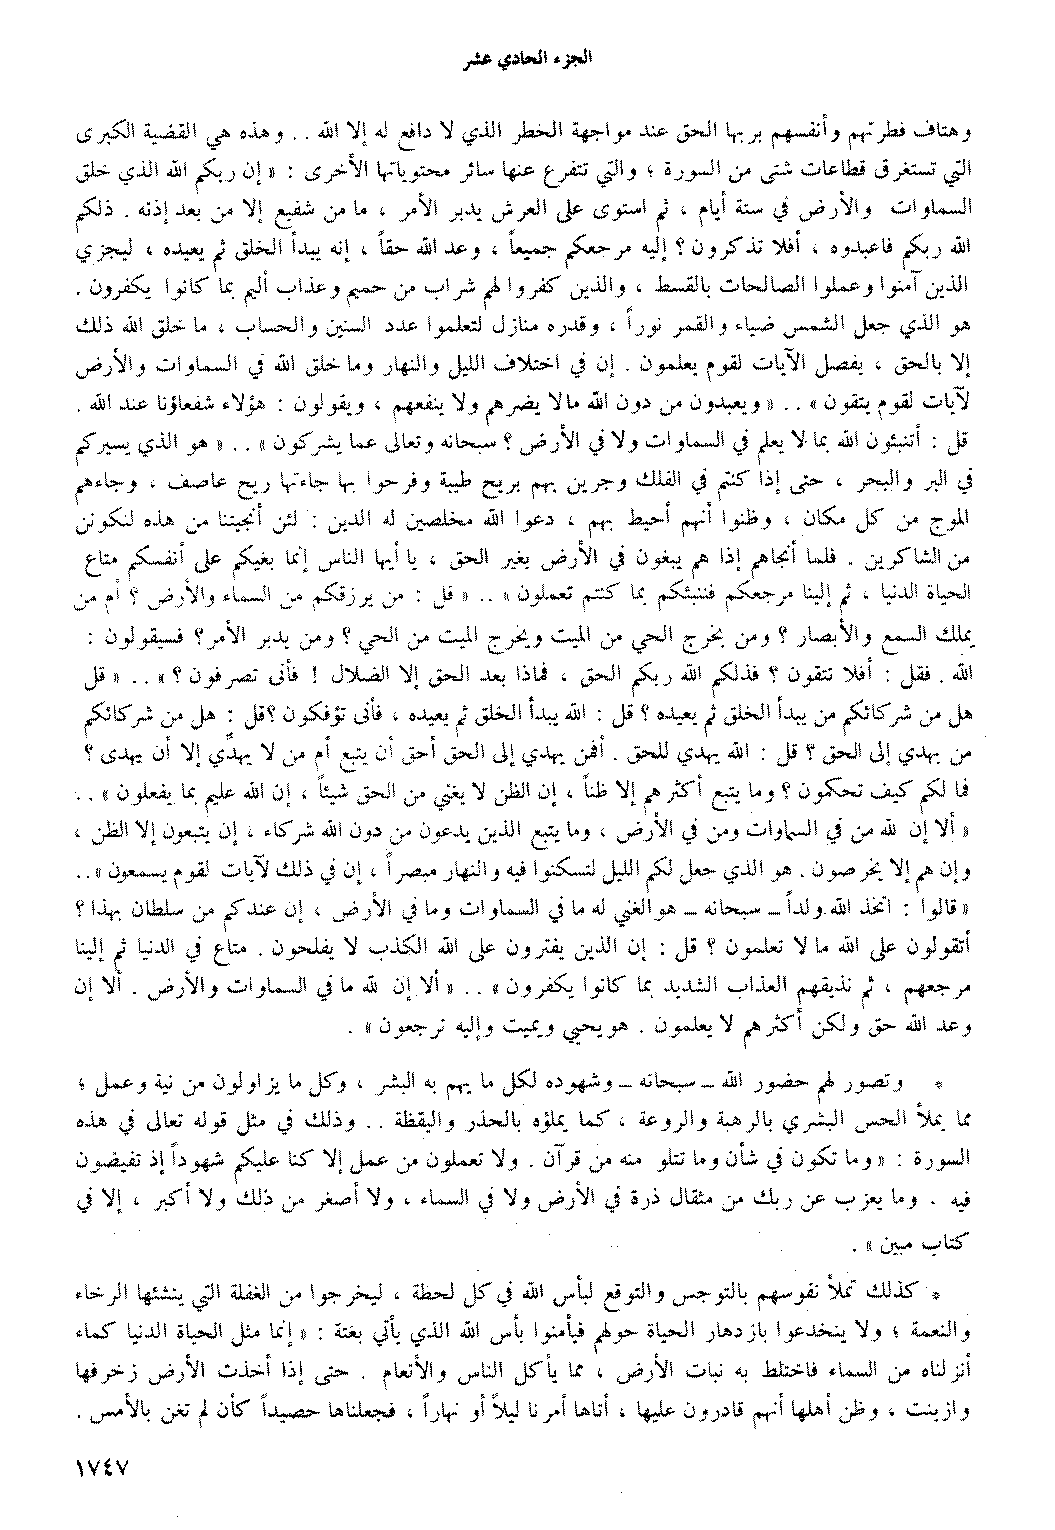 الجزء الحادي عشر
وهتاف فطرتهم وأنفسهم بربها الحق عند مواجهة الخطر الذي لا دافع له إلا الله .. وهذه هي القضية الكبرى
التي تستغرق قطاعات شتى من السورة ؛ والتي تتفرع عنها سائر محتوياتها الأخرى : « إن ربكم الله الذي خلق
السماوات والأرض في ستة أيام ، ثم استوى على العرش يدبر الأمر ، ما من شفيع إلا من بعد إذنه . ذلكم
الله ربكم فاعبدوه ، أفلا تذكرون ؟ إليه مرجعكم جميعاً ، وعد الله حقاً ، إنه يبدأ الخلق ثم يعيده ، ليجزي
الذين آمنوا وعملوا الصالحات بالقسط ، والذين كفروا لهم شراب من حميم وعذاب أليم بما كانوا يكفرون .
هو الذي جعل الشمس ضياء والقمر نوراً ، وقدره منازل لتعلموا عدد السنين والحساب ، ما خلق الله ذلك
إلا بالحق ، يفصل الآيات لقوم يعلمون . إن في اختلاف الليل والنهار وما خلق الله في السماوات والأرض
لآيات لقوم يتقون » .. « ويعبدون من دون الله مالا يضرهم ولا ينفعهم ، ويقولون : هؤلاء شفعاؤنا عند الله .
قل : أتنبئون الله بما لا يعلم في السماوات ولا في الأرض ؟ سبحانه وتعالى عما يشركون » .. « هو الذي يسيركم
في البر والبحر ، حتى إذا كنتم في الفلك وجرين بهم بريح طيبة وفرحوا بها جاءتها ريح عاصف ، وجاءهم
الموج من كل مكان ، وظنوا أنهم أحيط بهم ، دعوا الله مخلصين له الدين : لئن أنجيتنا من هذه لنكونن
من الشاكرين . فلما أنجاهم إذا هم يبغون في الأرض بغير الحق ، يا أيها الناس إنما بغيكم على أنفسكم متاع
الحياة الدنيا ، ثم إلينا مرجعكم فننبئكم بما كنتم تعملون » .. « قل : من يرزقكم من السماء والأرض ؟ أم من
يملك السمع والأبصار ؟ ومن يخرج الحي من الميت ويخرج الميت من الحي ؟ ومن يدبر الأمر؟ فسيقولون :
الله . فقل : أفلا تتقون ؟ فذلكم الله ربكم الحق ، فماذا بعد الحق إلا الضلال ! فأنى تصرفون ؟ » .. « قل
هل من شركائكم من يبدأ الخلق ثم يعيده ؟ قل : الله يبدأ الخلق ثم يعيده ، فأنى تؤفكون ؟قل : هل من شركائكم
من يهدي إلى الحق ؟ قل : الله يهدي للحق . أفمن يهدي إلى الحق أحق أن يتبع أم من لا يهدّي إلا أن يهدى ؟
فما لكم كيف تحكمون ؟ وما يتبع أكثرهم إلا ظناً ، إن الظن لا يغني من الحق شيئاً ، إن الله عليم بما يفعلون » ..
« ألا إن لله من في السماوات ومن في الأرض ، وما يتبع الذين يدعون من دون الله شركاء ، إن يتبعون إلا الظن ،
وإن هم إلا يخرصون . هو الذي جعل لكم الليل لتسكنوا فيه والنهار مبصراً ، إن في ذلك لآيات لقوم يسمعون » ..
« قالوا : اتخذ الله ولداً – سبحانه – هو الغني له ما في السماوات وما في الأرض ، إن عندكم من سلطان بهذا ؟
أتقولون على الله ما لا تعلمون ؟ قل : إن الذين يفترون على الله الكذب لا يفلحون . متاع في الدنيا ثم إلينا
مرجعهم ، ثم نذيقهم العذاب الشديد بما كانوا يكفرون » .. « ألا إن لله ما في السماوات والأرض . ألا إن
وعد الله حق ولكن أكثرهم لا يعلمون . هو يحيي ويميت وإليه ترجعون » .
* وتصور لهم حضور الله – سبحانه – وشهوده لكل ما يهم به البشر ، وكل ما يزاولون من نية وعمل ؛
مما يملأ الحس البشري بالرهبة والروعة ، كما يملؤه بالحذر واليقظة .. وذلك في مثل قوله تعالى في هذه
السورة : « وما تكون في شأن وما تتلو منه من قرآن . ولا تعملون من عمل إلا كنا عليكم شهوداً إذ تفيضون
فيه . وما يعزب عن ربك من مثقال ذرة في الأرض ولا في السماء ، ولا أصغر من ذلك ولا أكبر ، إلا في
كتاب مبين » .
* كذلك تملأ نفوسهم بالتوجس والتوقع لبأس الله في كل لحظة ، ليخرجوا من الغفلة التي ينشئها الرخاء
والنعمة ؛ ولا ينخدعوا بازدهار الحياة حولهم فيأمنوا بأس الله الذي يأتي بغتة : « إنما مثل الحياة الدنيا كماء
أنزلناه من السماء فاختلط به نبات الأرض ، مما يأكل الناس والأنعام . حتى إذا أخذت الأرض زخرفها
وازينت ، وظن أهلها أنهم قادرون عليها ، أتاها أمرنا ليلاً أو نهاراً ، فجعلناها حصيداً كأن لم تغن بالأمس .
١٧٤٧